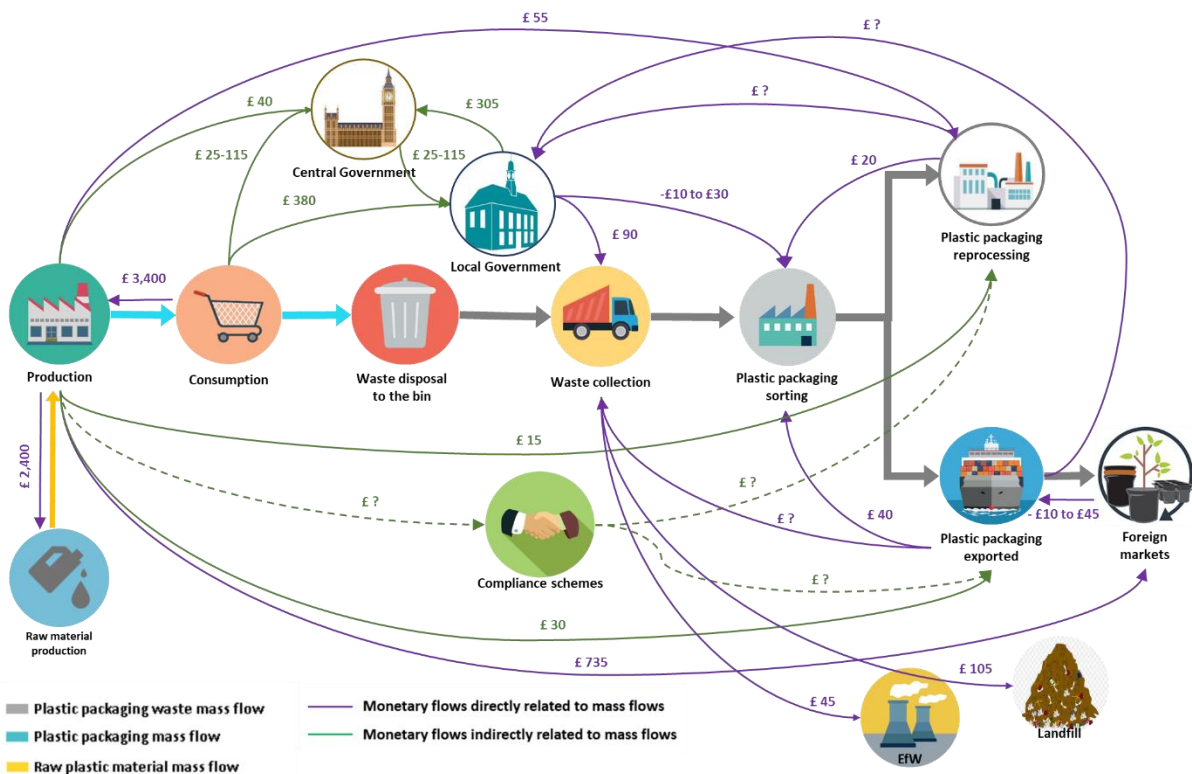 £ 55
£ ?
£ ?
£ 40
£ 305
£ 25-115
£ 25-115
Central Government
£ 20
£ 380
-£10 to £30
£ 90
Local Government
Plastic packaging
reprocessing
£ 3,400
Production
Consumption
Waste disposal
to the bin
Waste collection
Plastic packaging
sorting
£ 15
£2,400
£ ?
£ ?
£ ?
£ 40
- £10 to £45
Plastic packaging
exported
Foreign
markets
Compliance schemes
£ ?
Raw material
production
£ 30
£ 735
£ 105
£ 45
Landfill
EfW
Plastic packaging waste mass flow
Plastic packaging mass flow
Raw plastic material mass flow
Monetary flows directly related to mass flows
Monetary flows indirectly related to mass flows